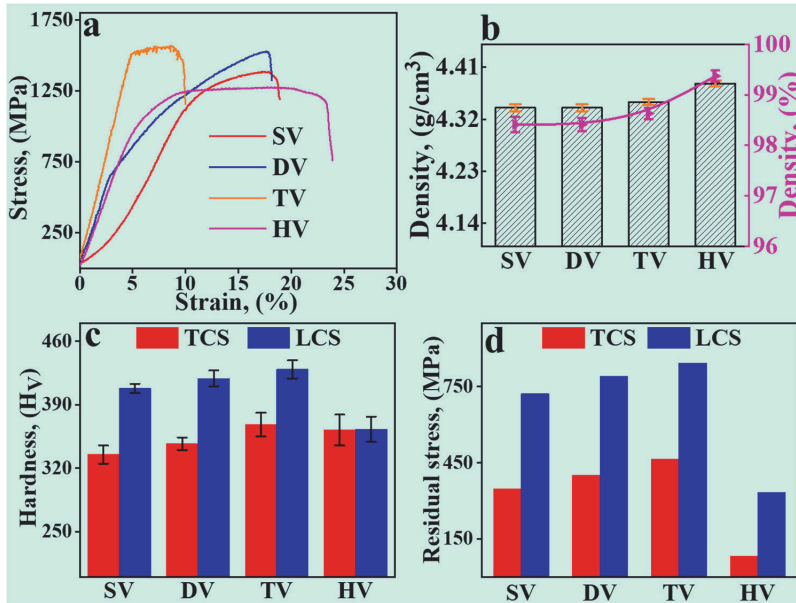 a
Stress, (MPa)
1750
1250
750
250
SV
DV
TV
HV
0 5 10 15 20 25 30
Strain, (%)
b
Density, (g/cm³)
4.41
4.32
4.23
4.14
100
99
98
97
96
Density, (%)
SV DV TV HV
c
TCS LCS
Hardness, (HV)
460
390
320
250
SV DV TV HV
d
TCS LCS
Residual stress, (MPa)
750
450
150
SV DV TV HV